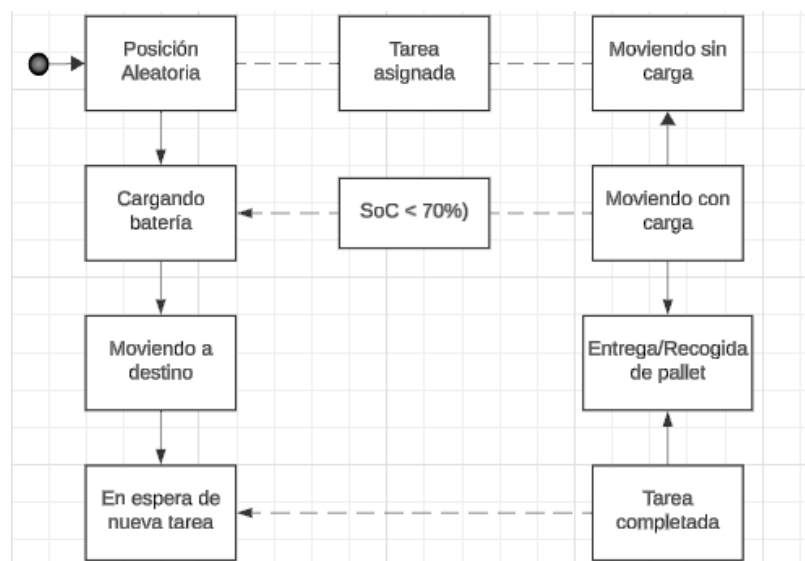 Posición
Aleatoria
Tarea
asignada
Moviendo sin
carga
Cargando
batería
SoC < 70%)
Moviendo con
carga
Moviendo a
destino
Entrega/Recogida
de pallet
En espera de
nueva tarea
Tarea
completada